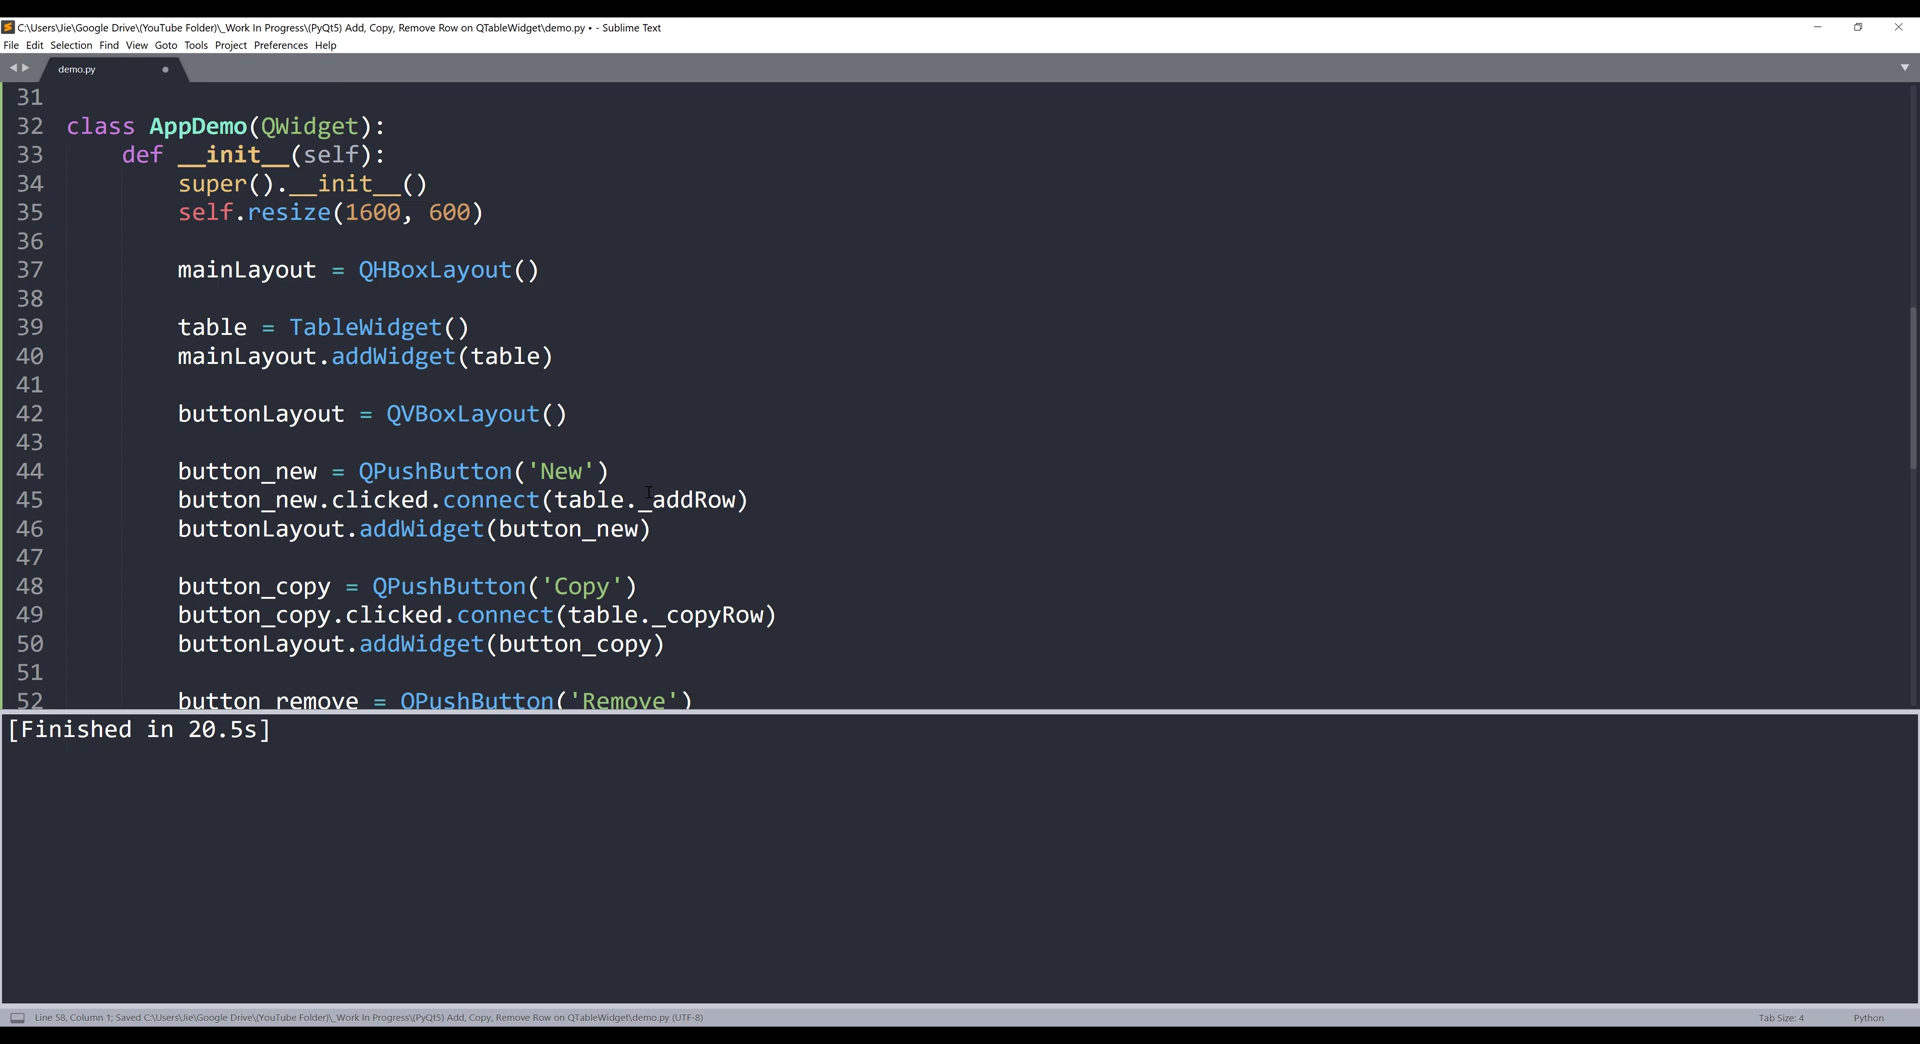 C:\Users\Jie\Google Drive\(YouTube Folder)\_Work In Progress\(PyQt5) Add, Copy, Remove Row on QTableWidget\demo.py • - Sublime Text
File Edit Selection Find View Goto Tools Project Preferences Help
demo.py
31
32 class AppDemo(QWidget):
33     def __init__(self):
34         super().__init__()
35         self.resize(1600, 600)
36
37         mainLayout = QHBoxLayout()
38
39         table = TableWidget()
40         mainLayout.addWidget(table)
41
42         buttonLayout = QVBoxLayout()
43
44         button_new = QPushButton('New')
45         button_new.clicked.connect(table._addRow)
46         buttonLayout.addWidget(button_new)
47
48         button_copy = QPushButton('Copy')
49         button_copy.clicked.connect(table._copyRow)
50         buttonLayout.addWidget(button_copy)
51
52         button_remove = QPushButton('Remove')
[Finished in 20.5s]
Line 58, Column 1; Saved C:\Users\Jie\Google Drive\(YouTube Folder)\_Work In Progress\(PyQt5) Add, Copy, Remove Row on QTableWidget\demo.py (UTF-8) Tab Size: 4 Python